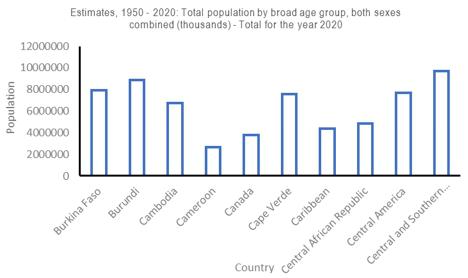 Estimates, 1950 - 2020: Total population by broad age group, both sexes
combined (thousands) - Total for the year 2020
12000000
10000000
8000000
6000000
4000000
2000000
0
Population
Burkina Faso
Burundi
Cambodia
Cameroon
Canada
Cape Verde
Caribbean
Central African Republic
Central America
Central and Southern...
Country